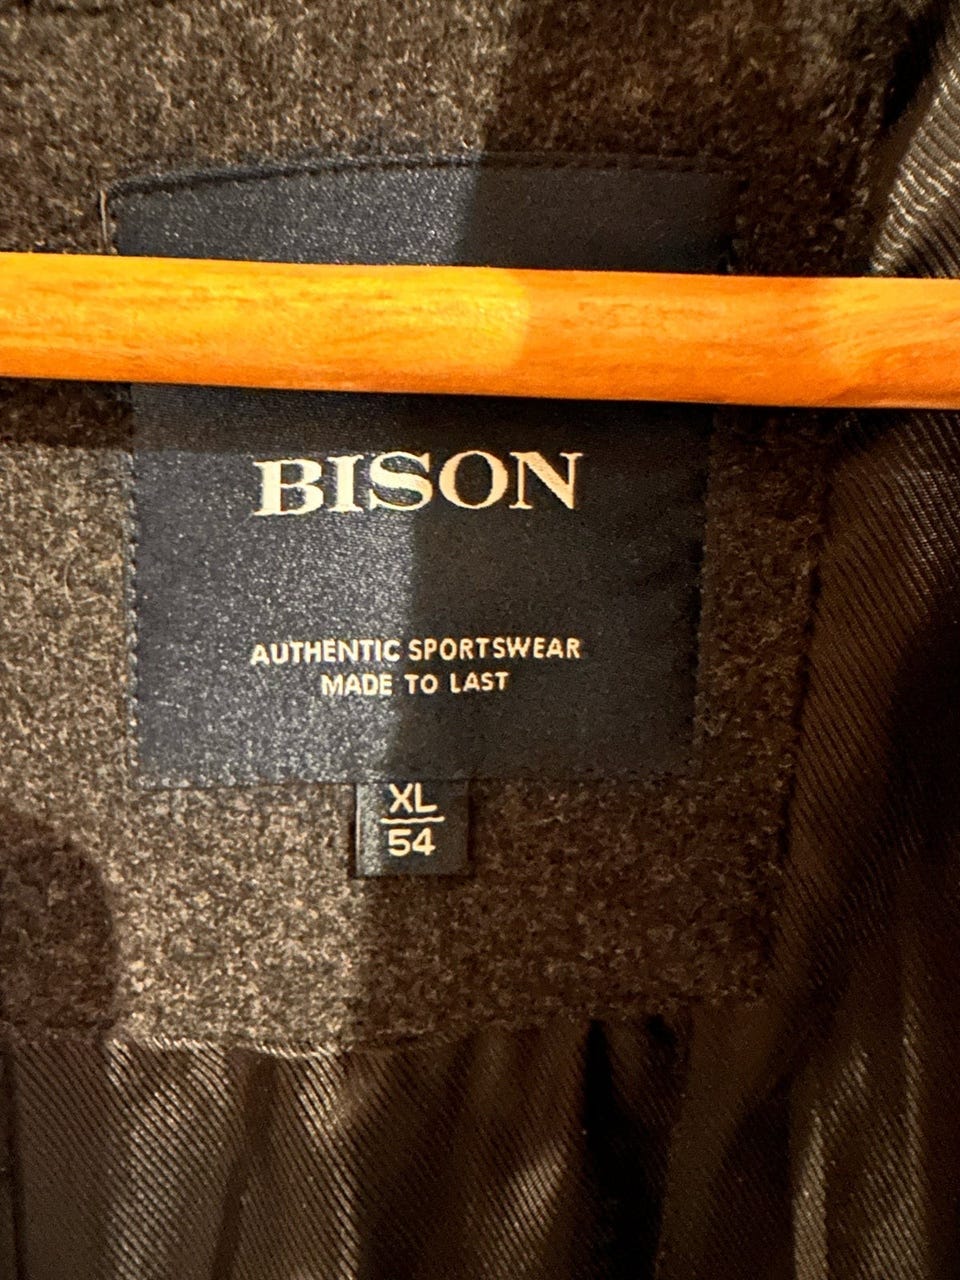 BISON
AUTHENTIC SPORTSWEAR
MADE TO LAST
XL
54